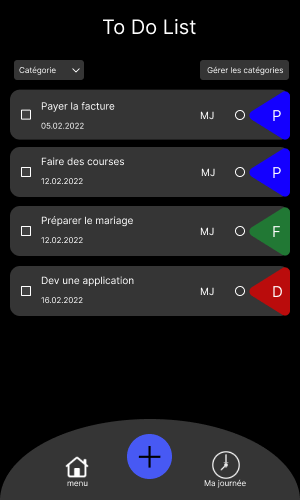 To Do List
Catégorie
Gérer les catégories
Payer la facture
MJ
P
05.02.2022
Faire des courses
MJ
P
12.02.2022
Préparer le mariage
MJ
F
12.02.2022
Dev une application
MJ
D
16.02.2022
menu
Ma journée